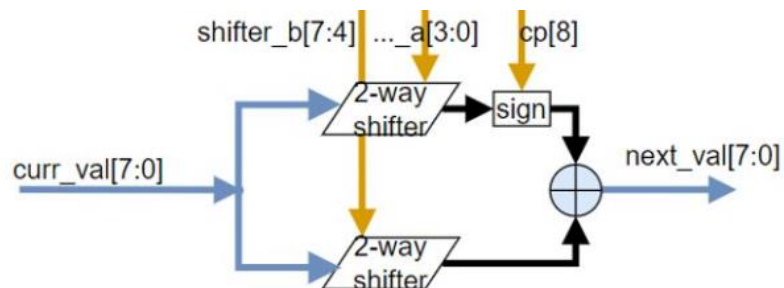 shifter_b[7:4] ..._a[3:0] cp[8]
2-way
shifter
sign
curr_val[7:0]
next_val[7:0]
2-way
shifter